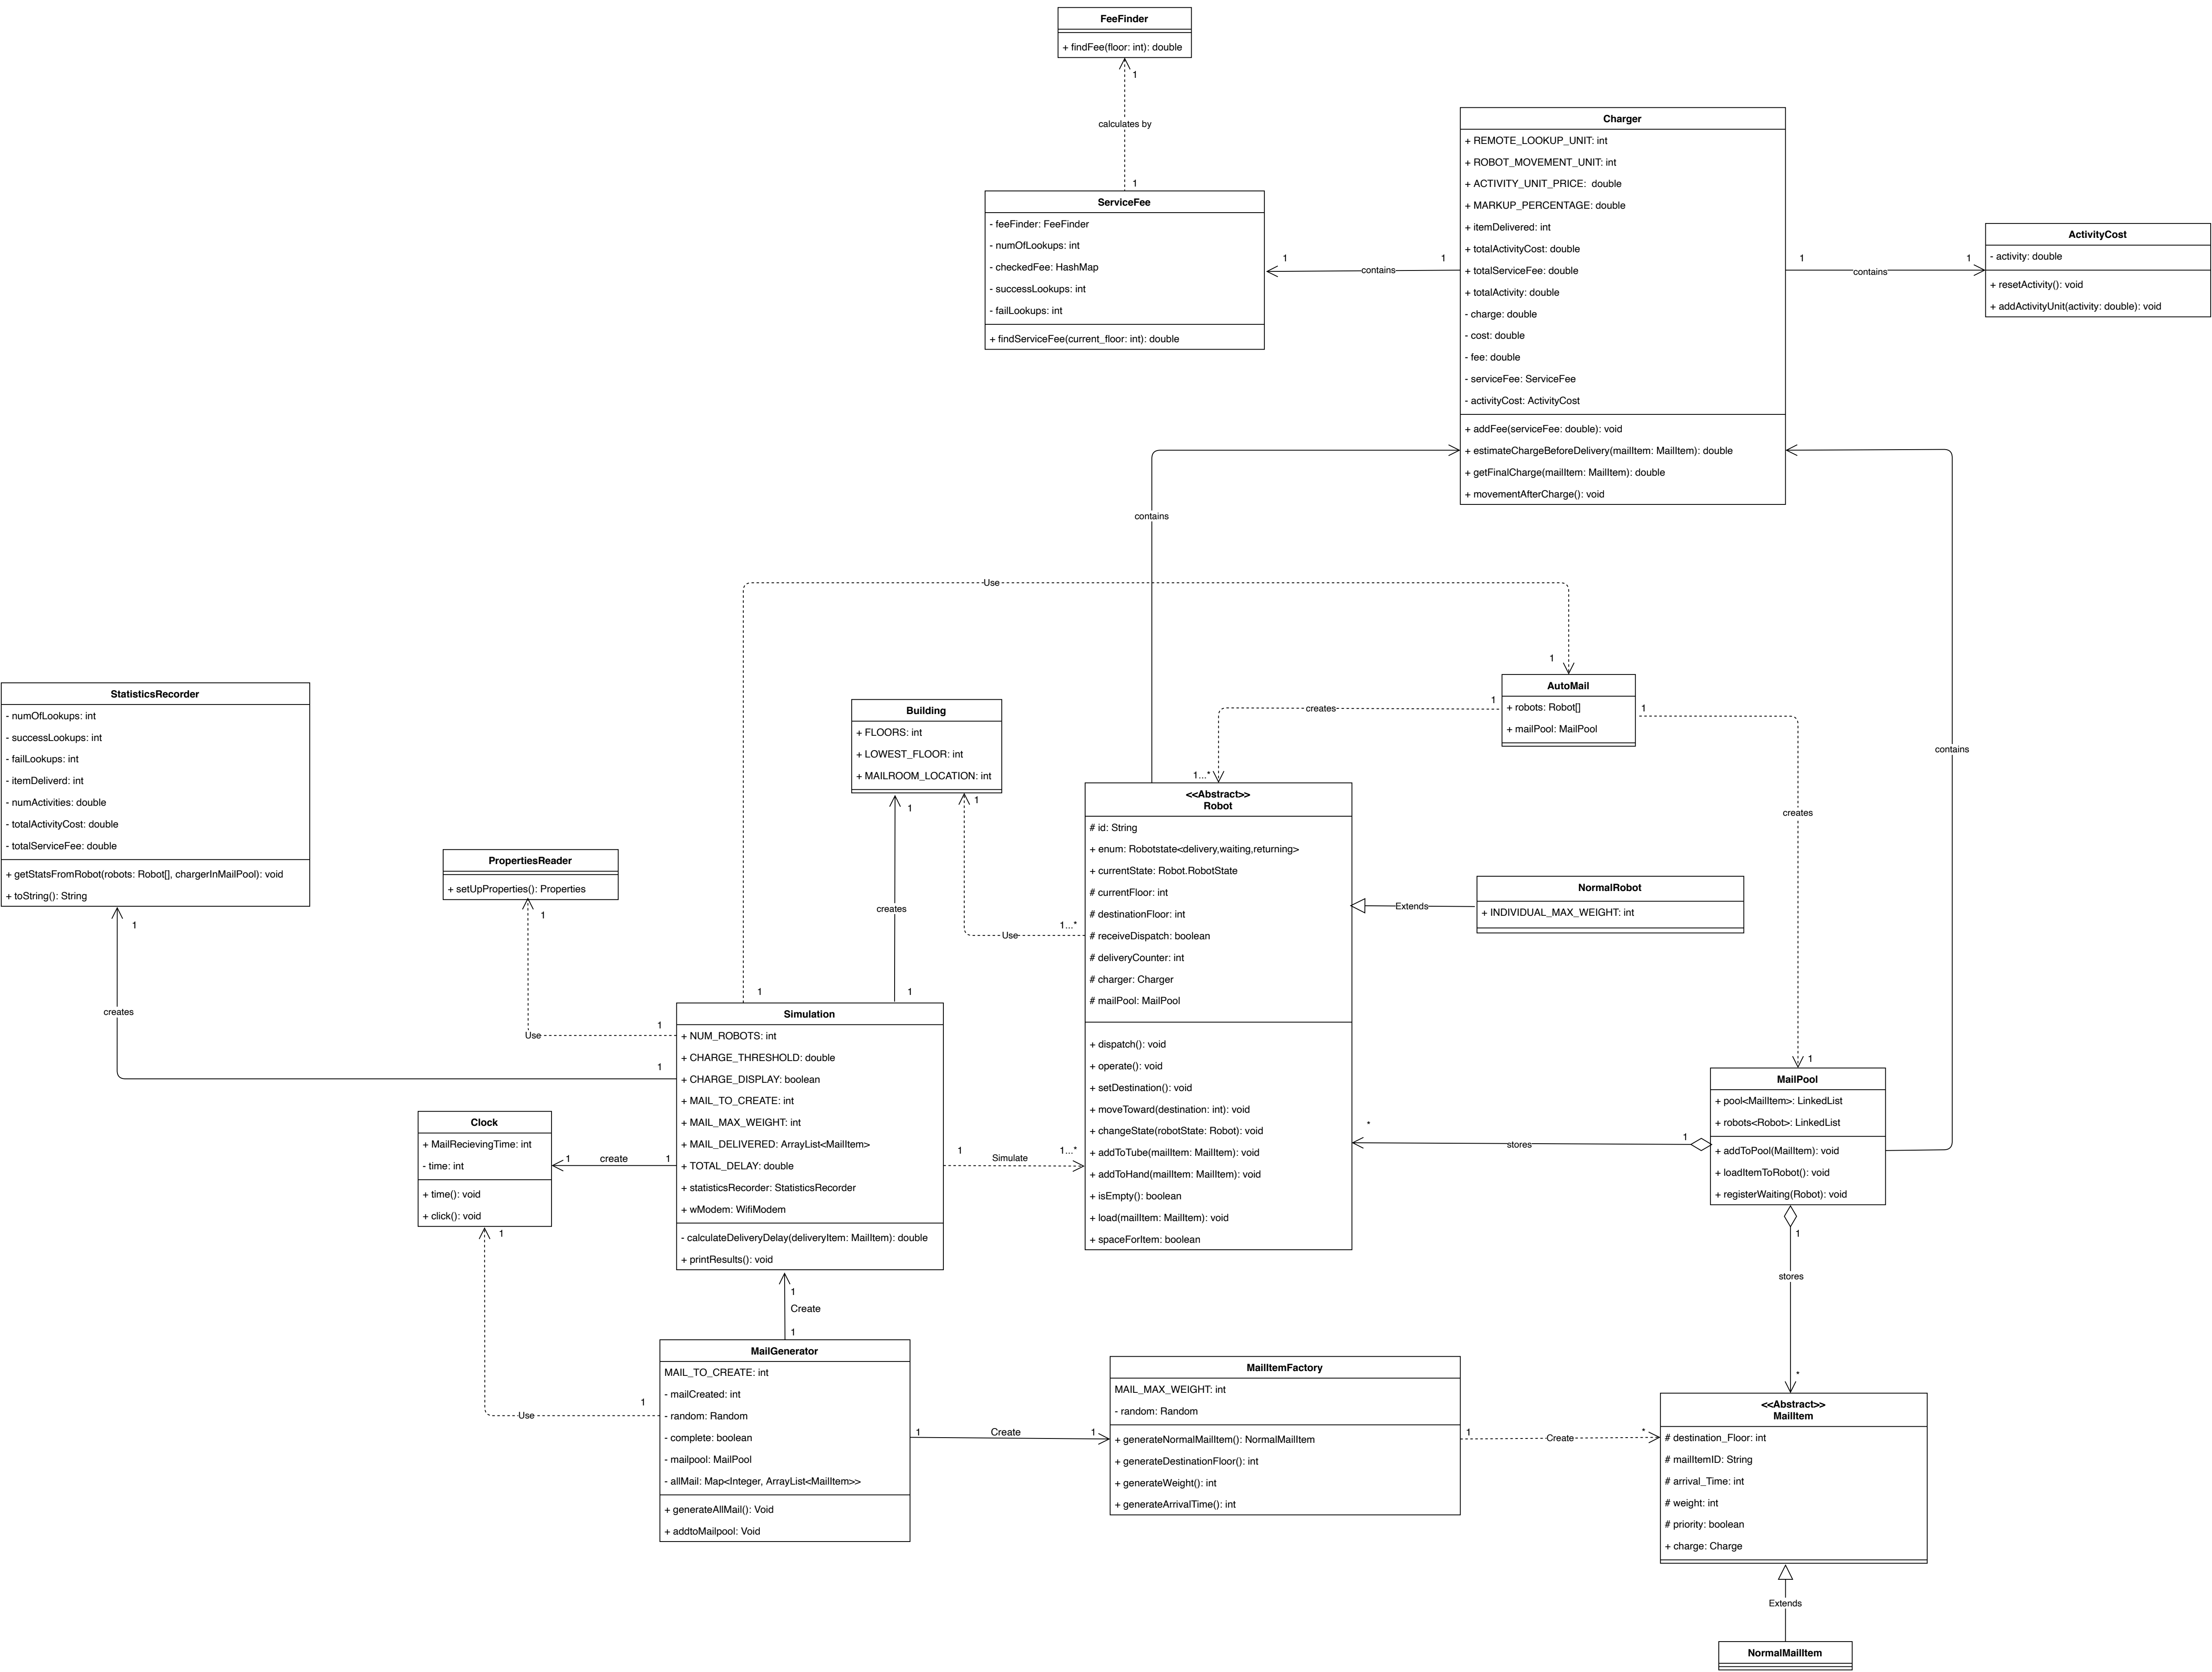 FeeFinder
+ findFee(floor: int): double
1
calculates by
1
ServiceFee
- feeFinder: FeeFinder
- numOfLookups: int
- checkedFee: HashMap
- successLookups: int
- failLookups: int
+ findServiceFee(current_floor: int): double
1
contains
1
Charger
+ REMOTE_LOOKUP_UNIT: int
+ ROBOT_MOVEMENT_UNIT: int
+ ACTIVITY_UNIT_PRICE:  double
+ MARKUP_PERCENTAGE: double
+ itemDelivered: int
+ totalActivityCost: double
+ totalServiceFee: double
+ totalActivity: double
- charge: double
- cost: double
- fee: double
- serviceFee: ServiceFee
- activityCost: ActivityCost
+ addFee(serviceFee: double): void
+ estimateChargeBeforeDelivery(mailItem: MailItem): double
+ getFinalCharge(mailItem: MailItem): double
+ movementAfterCharge(): void
1
contains
1
ActivityCost
- activity: double
+ resetActivity(): void
+ addActivityUnit(activity: double): void
contains
Use
1
1
contains
AutoMail
+ robots: Robot[]
+ mailPool: MailPool
1
creates
1...*
1
creates
1
StatisticsRecorder
- numOfLookups: int
- successLookups: int
- failLookups: int
- itemDeliverd: int
- numActivities: double
- totalActivityCost: double
- totalServiceFee: double
+ getStatsFromRobot(robots: Robot[], chargerInMailPool): void
+ toString(): String
1
creates
1
Building
+ FLOORS: int
+ LOWEST_FLOOR: int
+ MAILROOM_LOCATION: int
1
creates
1
1
Use
1...*
PropertiesReader
+ setUpProperties(): Properties
1
Use
1
<<Abstract>>
Robot
# id: String
+ enum: Robotstate<delivery,waiting,returning>
+ currentState: Robot.RobotState
# currentFloor: int
# destinationFloor: int
# receiveDispatch: boolean
# deliveryCounter: int
# charger: Charger
# mailPool: MailPool
+ dispatch(): void
+ operate(): void
+ setDestination(): void
+ moveToward(destination: int): void
+ changeState(robotState: Robot): void
+ addToTube(mailItem: MailItem): void
+ addToHand(mailItem: MailItem): void
+ isEmpty(): boolean
+ load(mailItem: MailItem): void
+ spaceForItem: boolean
Extends
NormalRobot
+ INDIVIDUAL_MAX_WEIGHT: int
Simulation
+ NUM_ROBOTS: int
+ CHARGE_THRESHOLD: double
+ CHARGE_DISPLAY: boolean
+ MAIL_TO_CREATE: int
+ MAIL_MAX_WEIGHT: int
+ MAIL_DELIVERED: ArrayList<MailItem>
+ TOTAL_DELAY: double
+ statisticsRecorder: StatisticsRecorder
+ wModem: WifiModem
- calculateDeliveryDelay(deliveryItem: MailItem): double
+ printResults(): void
1
Simulate
1...*
Clock
+ MailRecievingTime: int
- time: int
+ time(): void
+ click(): void
1
create
1
1
Use
1
MailPool
+ pool<MailItem>: LinkedList
+ robots<Robot>: LinkedList
+ addToPool(MailItem): void
+ loadItemToRobot(): void
+ registerWaiting(Robot): void
*
stores
1
1
stores
*
1
Create
1
MailGenerator
MAIL_TO_CREATE: int
- mailCreated: int
- random: Random
- complete: boolean
- mailpool: MailPool
- allMail: Map<Integer, ArrayList<MailItem>>
+ generateAllMail(): Void
+ addtoMailpool: Void
1
Create
1
MailItemFactory
MAIL_MAX_WEIGHT: int
- random: Random
+ generateNormalMailItem(): NormalMailItem
+ generateDestinationFloor(): int
+ generateWeight(): int
+ generateArrivalTime(): int
1
Create
*
<<Abstract>>
MailItem
# destination_Floor: int
# mailItemID: String
# arrival_Time: int
# weight: int
# priority: boolean
+ charge: Charge
Extends
NormalMailItem